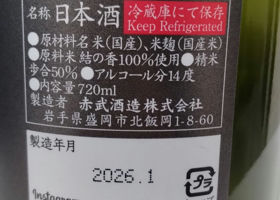 名称 日本酒
冷蔵庫にて保存
Keep Refrigerated
●原材料名 米(国産)、米麹(国産米)
●原料米 結の香100%使用 ●精米
歩合50% ●アルコール分14度
●内容量720ml
製造者 赤武酒造株式会社
岩手県盛岡市北飯岡1-8-60
製造年月
2026.1
プラ
Instagram